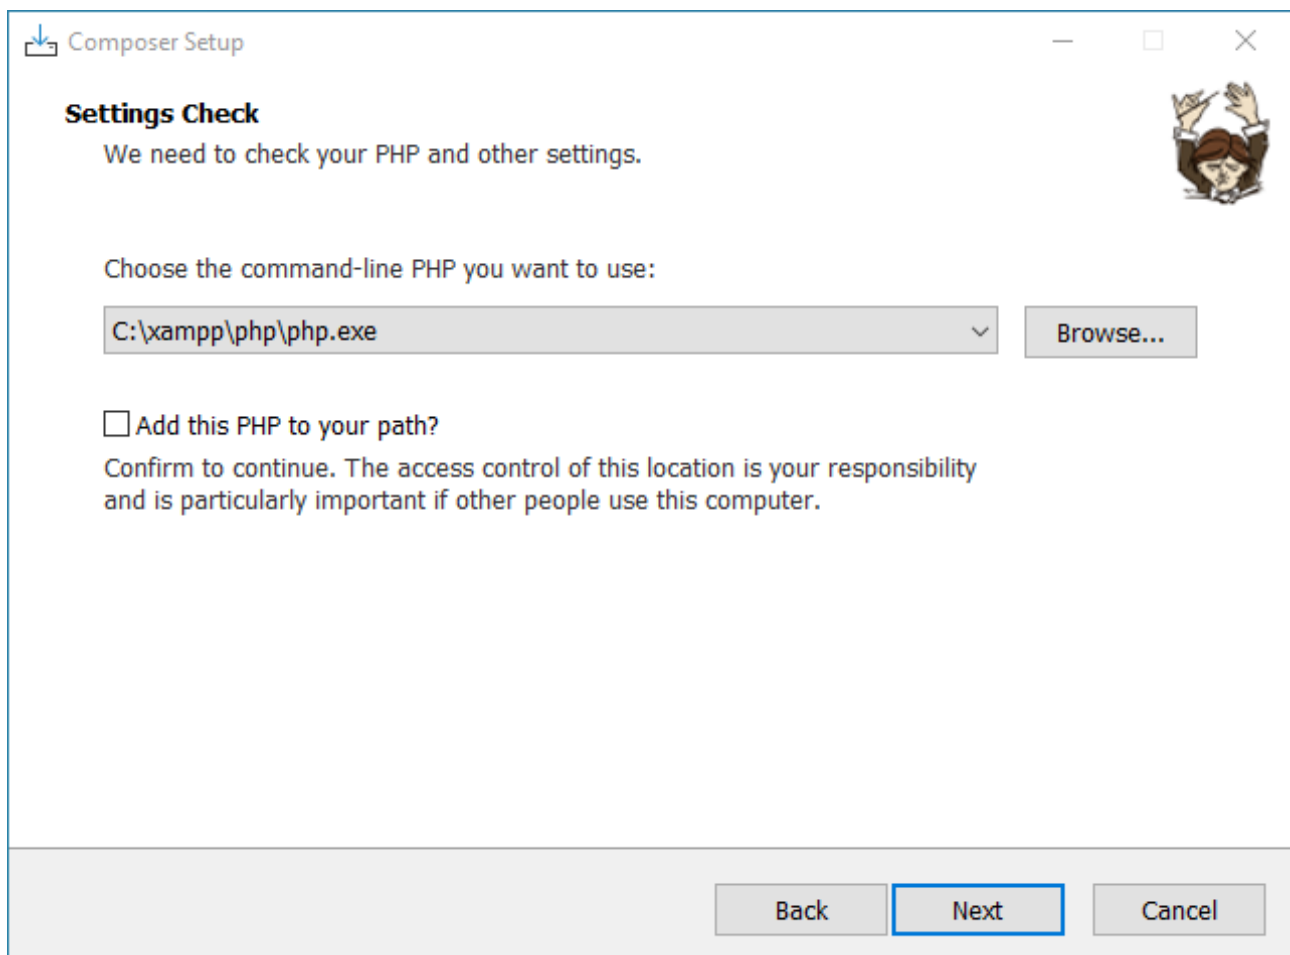 Composer Setup
Settings Check
We need to check your PHP and other settings.
Choose the command-line PHP you want to use:
C:\xampp\php\php.exe
Browse...
Add this PHP to your path?
Confirm to continue. The access control of this location is your responsibility
and is particularly important if other people use this computer.
Back
Next
Cancel